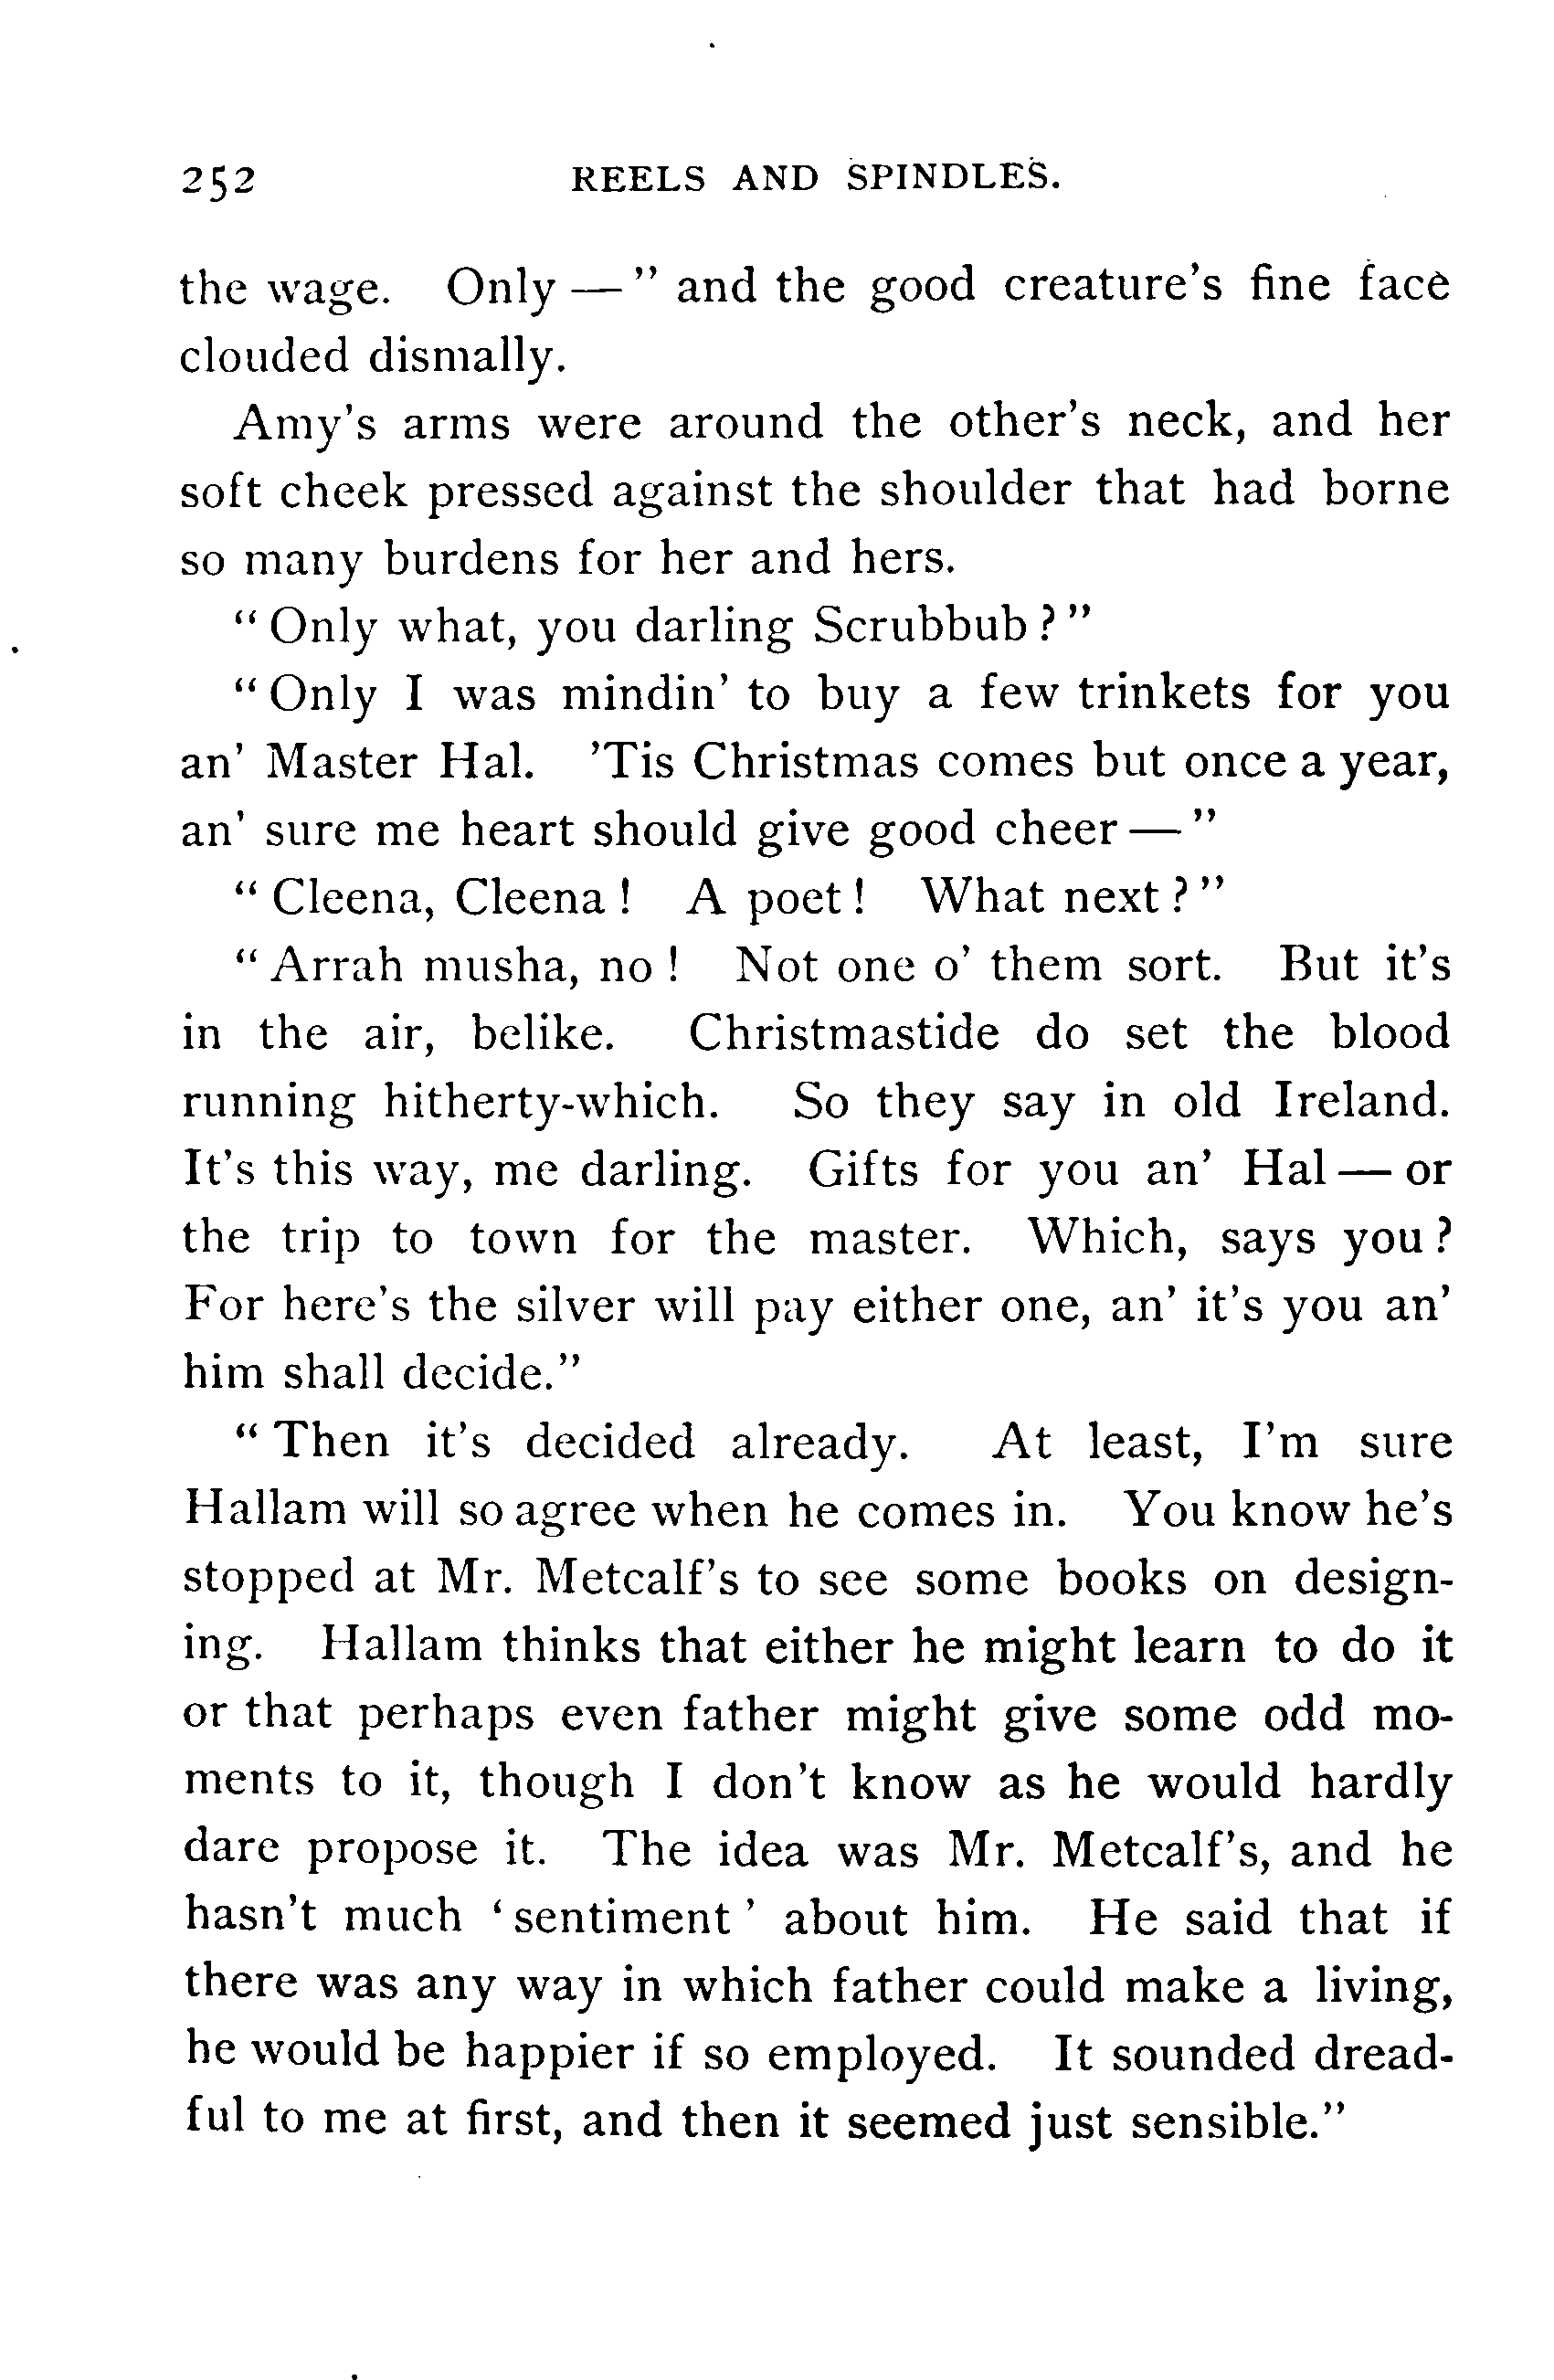 252 REELS AND SPINDLES.
the wage. Only — ” and the good creature’s fine face
clouded dismally.
Amy’s arms were around the other’s neck, and her
soft cheek pressed against the shoulder that had borne
so many burdens for her and hers.
“ Only what, you darling Scrubbub ? ”
“ Only I was mindin’ to buy a few trinkets for you
an’ Master Hal. ’Tis Christmas comes but once a year,
an’ sure me heart should give good cheer — ”
“ Cleena, Cleena ! A poet ! What next ? ”
“ Arrah musha, no ! Not one o’ them sort. But it’s
in the air, belike. Christmastide do set the blood
running hitherty-which. So they say in old Ireland.
It’s this way, me darling. Gifts for you an’ Hal — or
the trip to town for the master. Which, says you ?
For here’s the silver will pay either one, an’ it’s you an’
him shall decide.”
“ Then it’s decided already. At least, I’m sure
Hallam will so agree when he comes in. You know he’s
stopped at Mr. Metcalf’s to see some books on design-
ing. Hallam thinks that either he might learn to do it
or that perhaps even father might give some odd mo-
ments to it, though I don’t know as he would hardly
dare propose it. The idea was Mr. Metcalf’s, and he
hasn’t much ‘ sentiment ’ about him. He said that if
there was any way in which father could make a living,
he would be happier if so employed. It sounded dread-
ful to me at first, and then it seemed just sensible.”